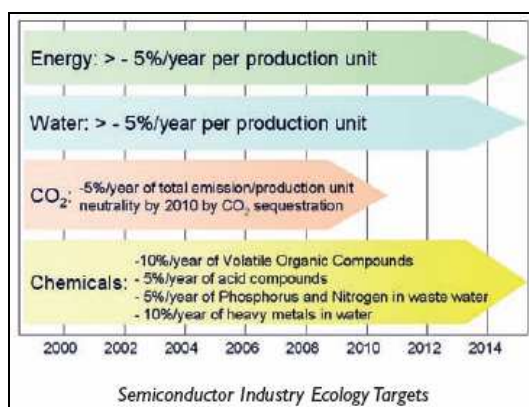 Energy: > - 5%/year per production unit
Water: > - 5%/year per production unit
CO₂: -5%/year of total emission/production unit
neutrality by 2010 by CO₂ sequestration
Chemicals: -10%/year of Volatile Organic Compounds
- 5%/year of acid compounds
- 5%/year of Phosphorus and Nitrogen in waste water
- 10%/year of heavy metals in water
2000 2002 2004 2006 2008 2010 2012 2014
Semiconductor Industry Ecology Targets